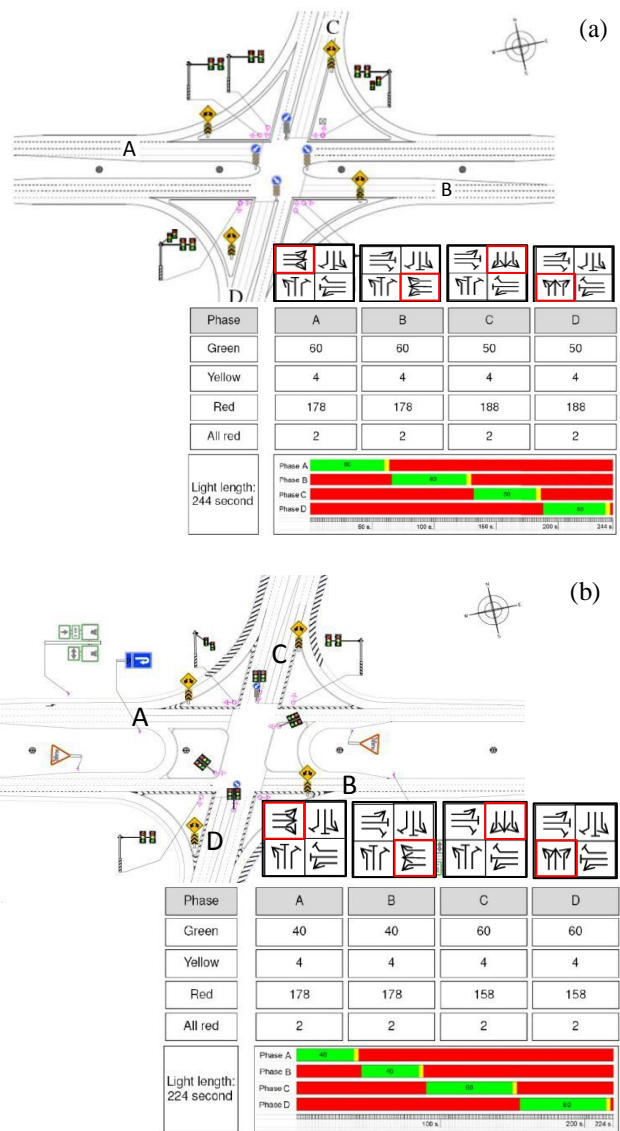 (a)
C
A
B
D
Phase A B C D
Green 60 60 50 50
Yellow 4 4 4 4
Red 178 178 188 188
All red 2 2 2 2
Light length:
244 second
Phase A 60
Phase B 60
Phase C 50
Phase D 50
50 s. 100 s. 150 s. 200 s. 244 s.
(b)
C
A
B
D
Phase A B C D
Green 40 40 60 60
Yellow 4 4 4 4
Red 178 178 158 158
All red 2 2 2 2
Light length:
224 second
Phase A 40
Phase B 40
Phase C 60
Phase D 60
100 s. 200 s. 224 s.